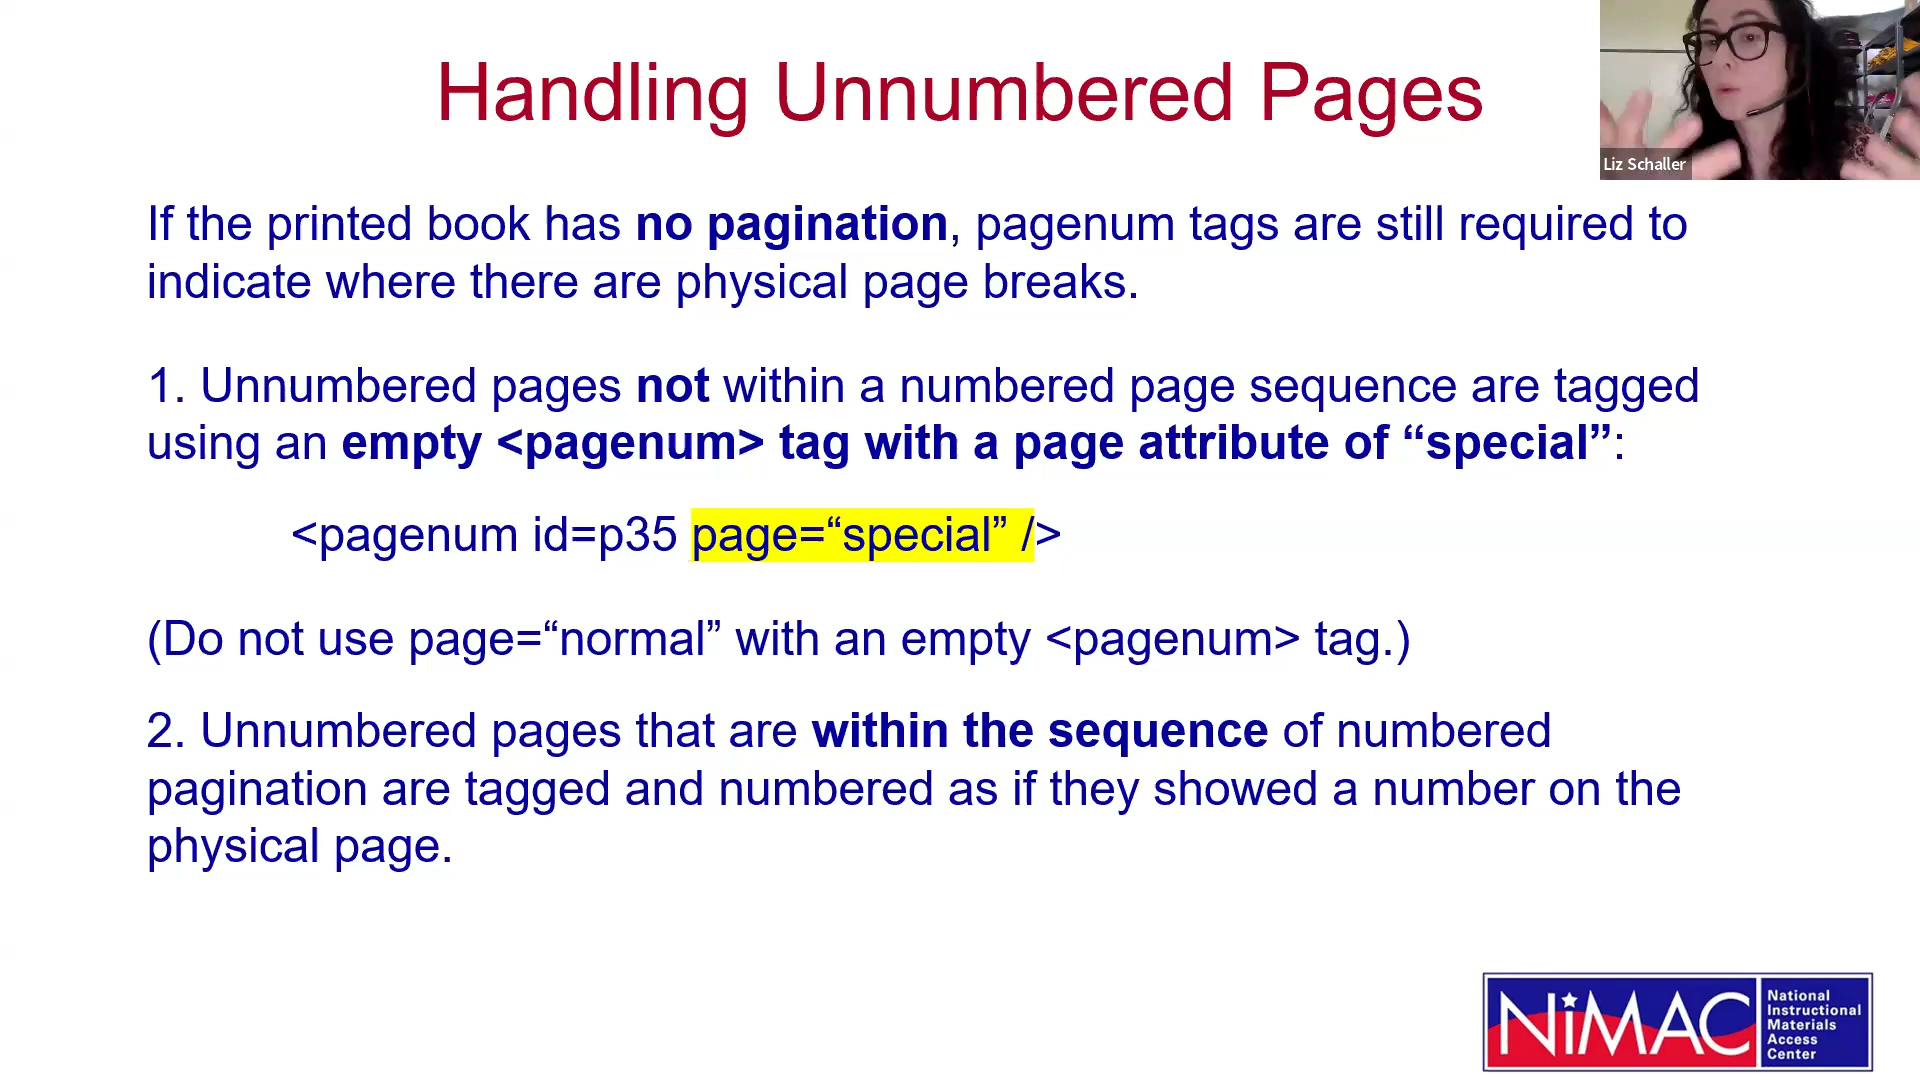 Handling Unnumbered Pages
Liz Schaller
If the printed book has no pagination, pagenum tags are still required to
indicate where there are physical page breaks.
1. Unnumbered pages not within a numbered page sequence are tagged
using an empty <pagenum> tag with a page attribute of “special”:
<pagenum id=p35 page=“special” />
(Do not use page=“normal” with an empty <pagenum> tag.)
2. Unnumbered pages that are within the sequence of numbered
pagination are tagged and numbered as if they showed a number on the
physical page.
NiMAC
National
Instructional
Materials
Access
Center